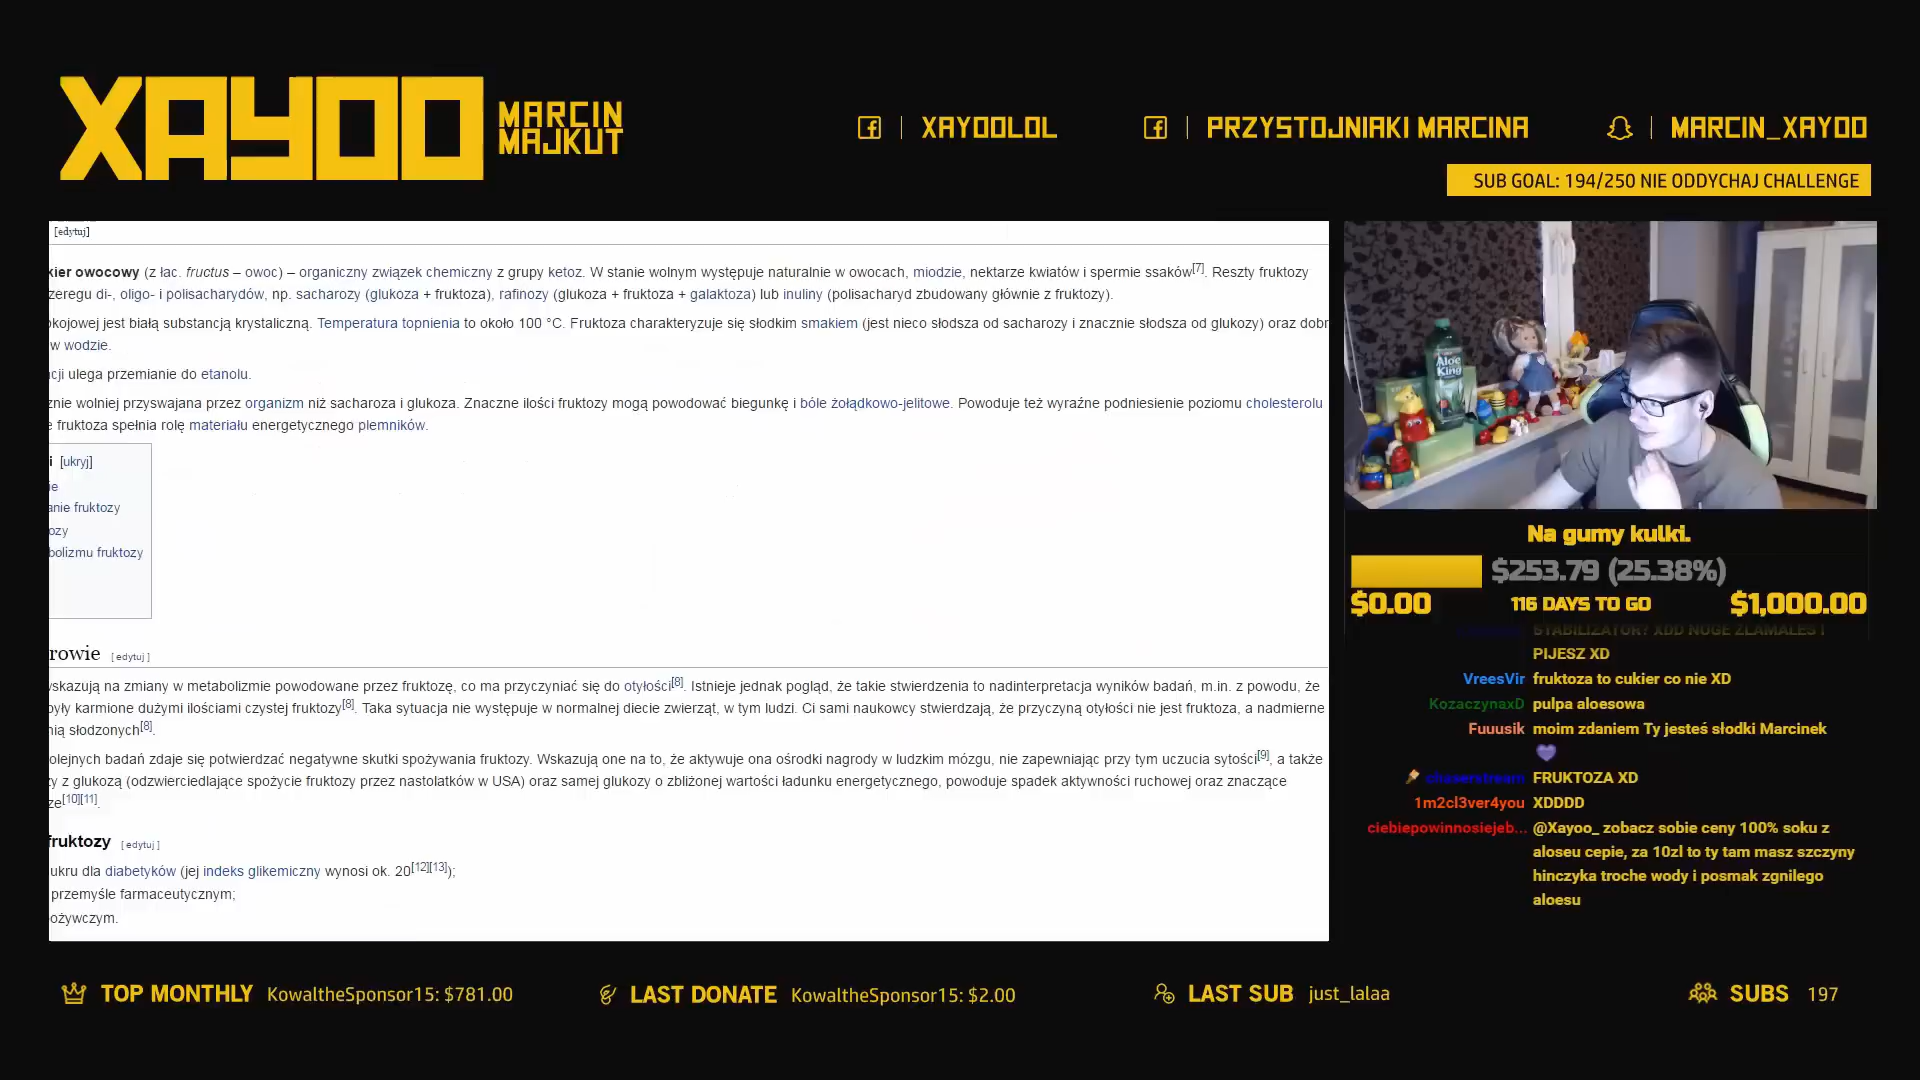 XAYOO
MARCIN
MAJKUT
XAYOOLOL
PRZYSTOJNIAKI MARCINA
MARCIN_XAYOO
SUB GOAL: 194/250 NIE ODDYCHAJ CHALLENGE
[edytuj]
kier owocowy (z łac. fructus – owoc) – organiczny związek chemiczny z grupy ketoz. W stanie wolnym występuje naturalnie w owocach, miodzie, nektarze kwiatów i spermie ssaków[7]. Reszty fruktozy
zeregu di-, oligo- i polisacharydów, np. sacharozy (glukoza + fruktoza), rafinozy (glukoza + fruktoza + galaktoza) lub inuliny (polisacharyd zbudowany głównie z fruktozy).
okojowej jest białą substancją krystaliczną. Temperatura topnienia to około 100 °C. Fruktoza charakteryzuje się słodkim smakiem (jest nieco słodsza od sacharozy i znacznie słodsza od glukozy) oraz dobr
w wodzie.
cji ulega przemianie do etanolu.
znie wolniej przyswajana przez organizm niż sacharoza i glukoza. Znaczne ilości fruktozy mogą powodować biegunkę i bóle żołądkowo-jelitowe. Powoduje też wyraźne podniesienie poziomu cholesterolu
e fruktoza spełnia rolę materiału energetycznego plemników.
i [ukryj]
ie
anie fruktozy
ozy
bolizmu fruktozy
rowie [ edytuj ]
wskazują na zmiany w metabolizmie powodowane przez fruktozę, co ma przyczyniać się do otyłości[8]. Istnieje jednak pogląd, że takie stwierdzenia to nadinterpretacja wyników badań, m.in. z powodu, że
były karmione dużymi ilościami czystej fruktozy[8]. Taka sytuacja nie występuje w normalnej diecie zwierząt, w tym ludzi. Ci sami naukowcy stwierdzają, że przyczyną otyłości nie jest fruktoza, a nadmierne
nią słodzonych[8].
olejnych badań zdaje się potwierdzać negatywne skutki spożywania fruktozy. Wskazują one na to, że aktywuje ona ośrodki nagrody w ludzkim mózgu, nie zapewniając przy tym uczucia sytości[9], a także
zy z glukozą (odzwierciedlające spożycie fruktozy przez nastolatków w USA) oraz samej glukozy o zbliżonej wartości ładunku energetycznego, powoduje spadek aktywności ruchowej oraz znaczące
ze[10][11].
fruktozy [ edytuj ]
ukru dla diabetyków (jej indeks glikemiczny wynosi ok. 20[12][13]);
przemyśle farmaceutycznym;
ożywczym.
Aloe
King
Na gumy kulki.
$253.79 (25.38%)
$0.00 116 DAYS TO GO $1,000.00
STABILIZATOR? XDD NOGE ZLAMALES I
PIJESZ XD
VreesVir fruktoza to cukier co nie XD
KozaczynaxD pulpa aloesowa
Fuuusik moim zdaniem Ty jesteś słodki Marcinek
chaserstream FRUKTOZA XD
1m2cl3ver4you XDDDD
ciebiepowinnosiejeb... @Xayoo_ zobacz sobie ceny 100% soku z
aloseu cepie, za 10zl to ty tam masz szczyny
hinczyka troche wody i posmak zgnilego
aloesu
TOP MONTHLY KowaltheSponsor15: $781.00
LAST DONATE KowaltheSponsor15: $2.00
LAST SUB just_lalaa
SUBS 197